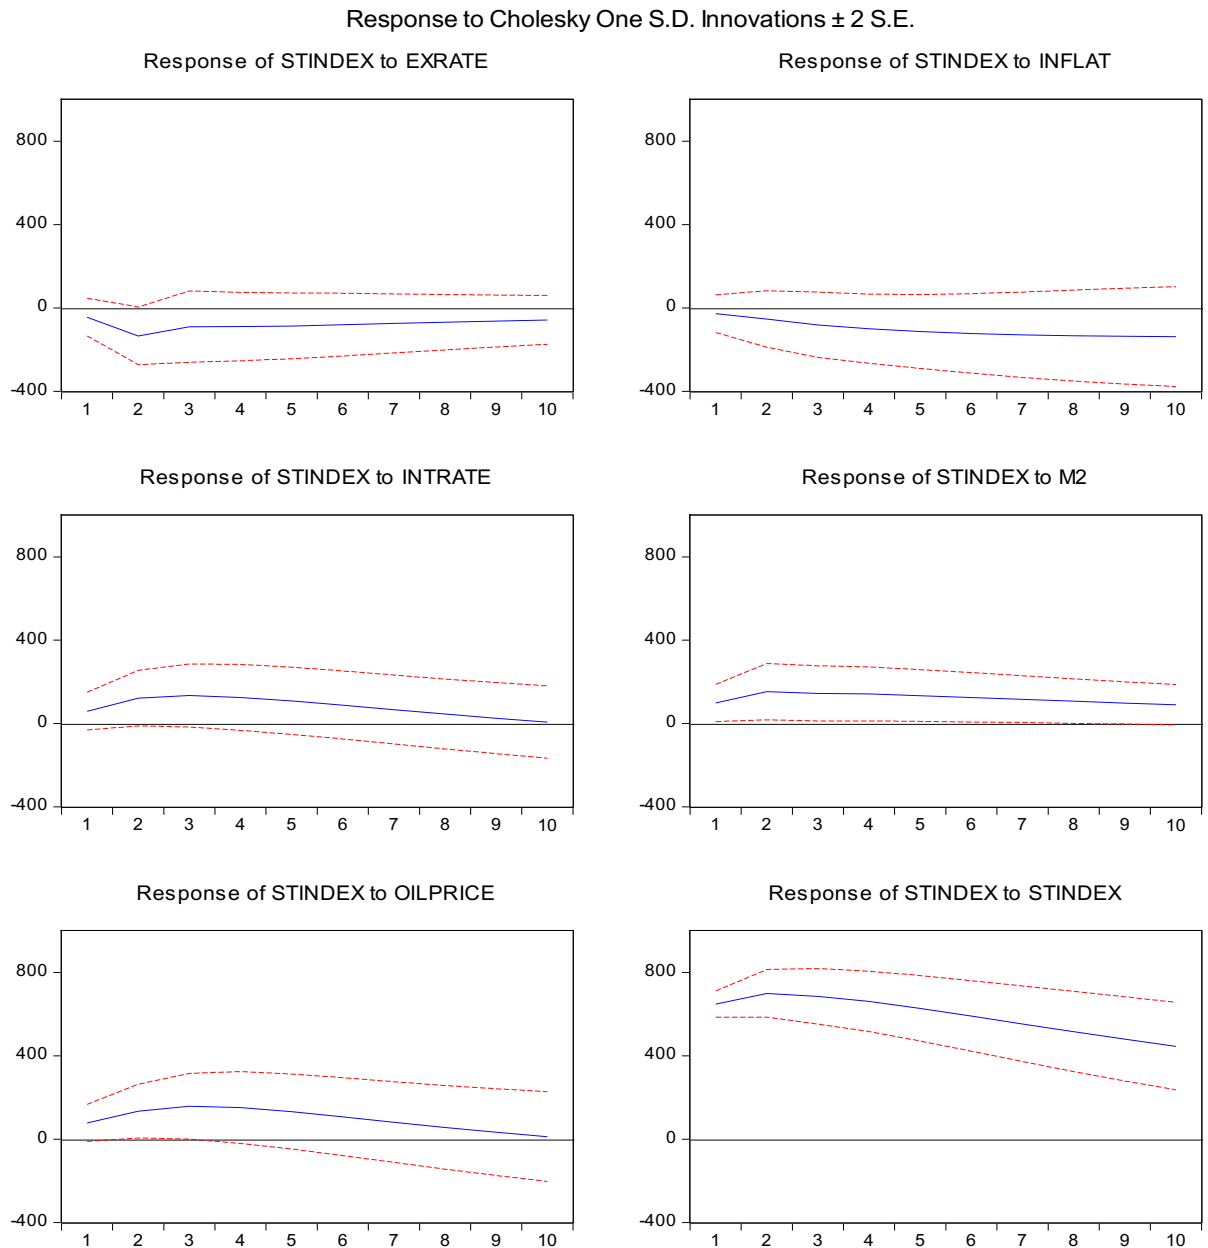 Response to Cholesky One S.D. Innovations ± 2 S.E.
Response of STINDEX to EXRATE
800
400
0
-400
1 2 3 4 5 6 7 8 9 10
Response of STINDEX to INFLAT
800
400
0
-400
1 2 3 4 5 6 7 8 9 10
Response of STINDEX to INTRATE
800
400
0
-400
1 2 3 4 5 6 7 8 9 10
Response of STINDEX to M2
800
400
0
-400
1 2 3 4 5 6 7 8 9 10
Response of STINDEX to OILPRICE
800
400
0
-400
1 2 3 4 5 6 7 8 9 10
Response of STINDEX to STINDEX
800
400
0
-400
1 2 3 4 5 6 7 8 9 10